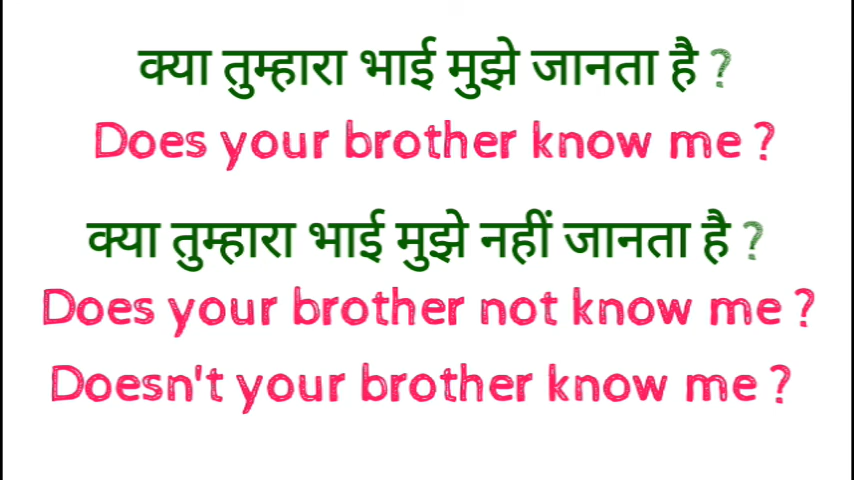 क्या तुम्हारा भाई मुझे जानता है ?
Does your brother know me ?
क्या तुम्हारा भाई मुझे नहीं जानता है ?
Does your brother not know me ?
Doesn't your brother know me ?